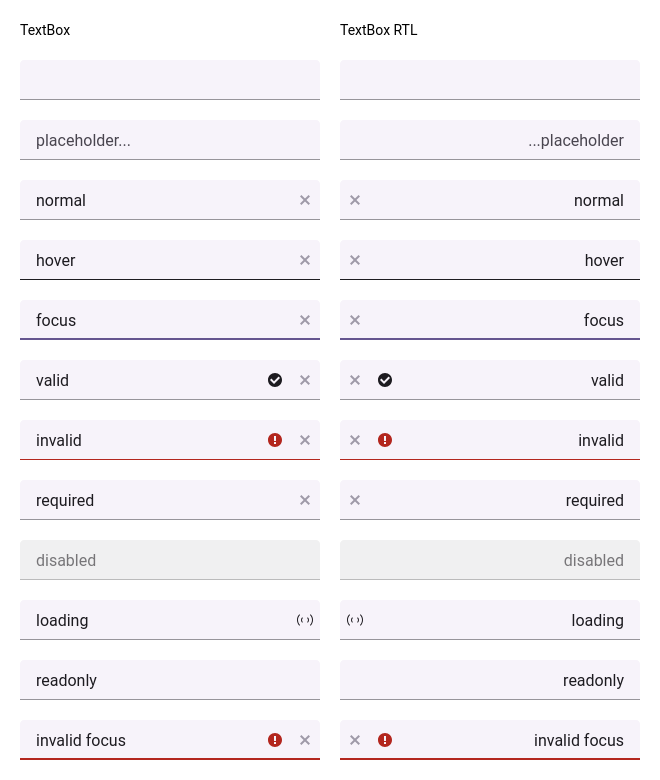 TextBox TextBox RTL
placeholder... ...placeholder
normal normal
hover hover
focus focus
valid valid
invalid invalid
required required
disabled disabled
loading loading
readonly readonly
invalid focus invalid focus